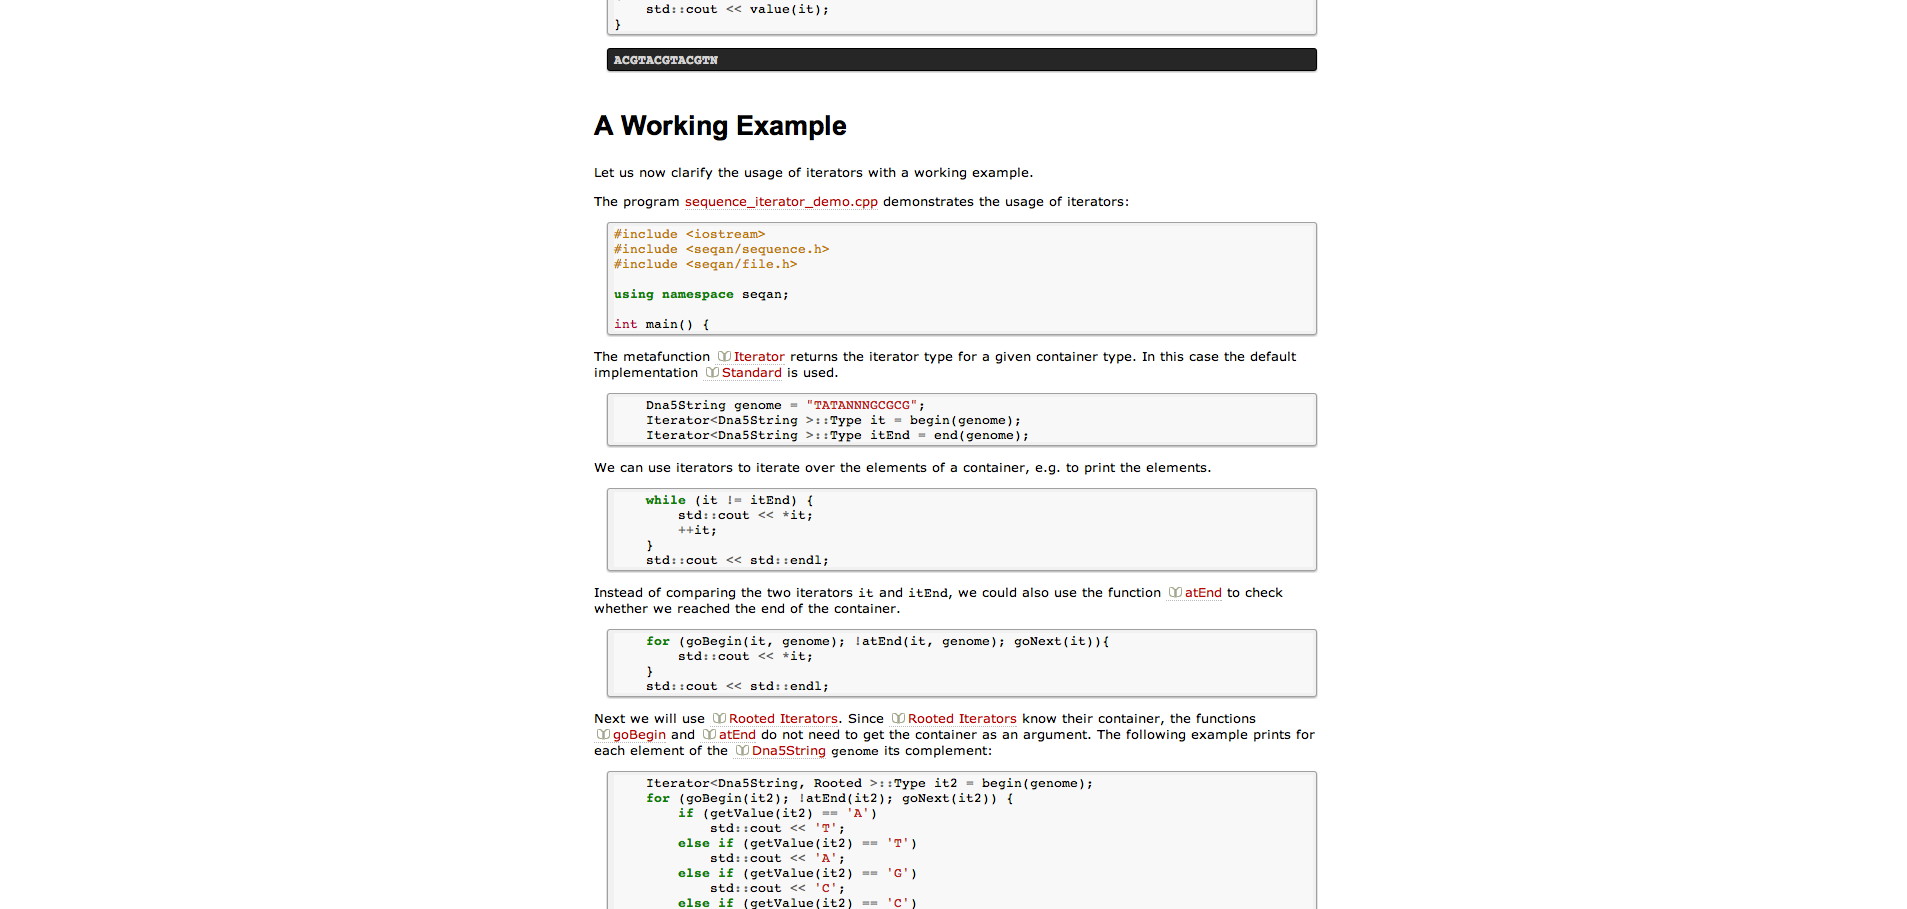 std::cout << value(it);
}
ACGTACGTACGTN
A Working Example
Let us now clarify the usage of iterators with a working example.
The program sequence_iterator_demo.cpp demonstrates the usage of iterators:
#include <iostream>
#include <seqan/sequence.h>
#include <seqan/file.h>
using namespace seqan;
int main() {
The metafunction Iterator returns the iterator type for a given container type. In this case the default
implementation Standard is used.
    Dna5String genome = "TATANNNGCGCG";
    Iterator<Dna5String >::Type it = begin(genome);
    Iterator<Dna5String >::Type itEnd = end(genome);
We can use iterators to iterate over the elements of a container, e.g. to print the elements.
    while (it != itEnd) {
        std::cout << *it;
        ++it;
    }
    std::cout << std::endl;
Instead of comparing the two iterators it and itEnd, we could also use the function atEnd to check
whether we reached the end of the container.
    for (goBegin(it, genome); !atEnd(it, genome); goNext(it)){
        std::cout << *it;
    }
    std::cout << std::endl;
Next we will use Rooted Iterators. Since Rooted Iterators know their container, the functions
goBegin and atEnd do not need to get the container as an argument. The following example prints for
each element of the Dna5String genome its complement:
    Iterator<Dna5String, Rooted >::Type it2 = begin(genome);
    for (goBegin(it2); !atEnd(it2); goNext(it2)) {
        if (getValue(it2) == 'A')
            std::cout << 'T';
        else if (getValue(it2) == 'T')
            std::cout << 'A';
        else if (getValue(it2) == 'G')
            std::cout << 'C';
        else if (getValue(it2) == 'C')